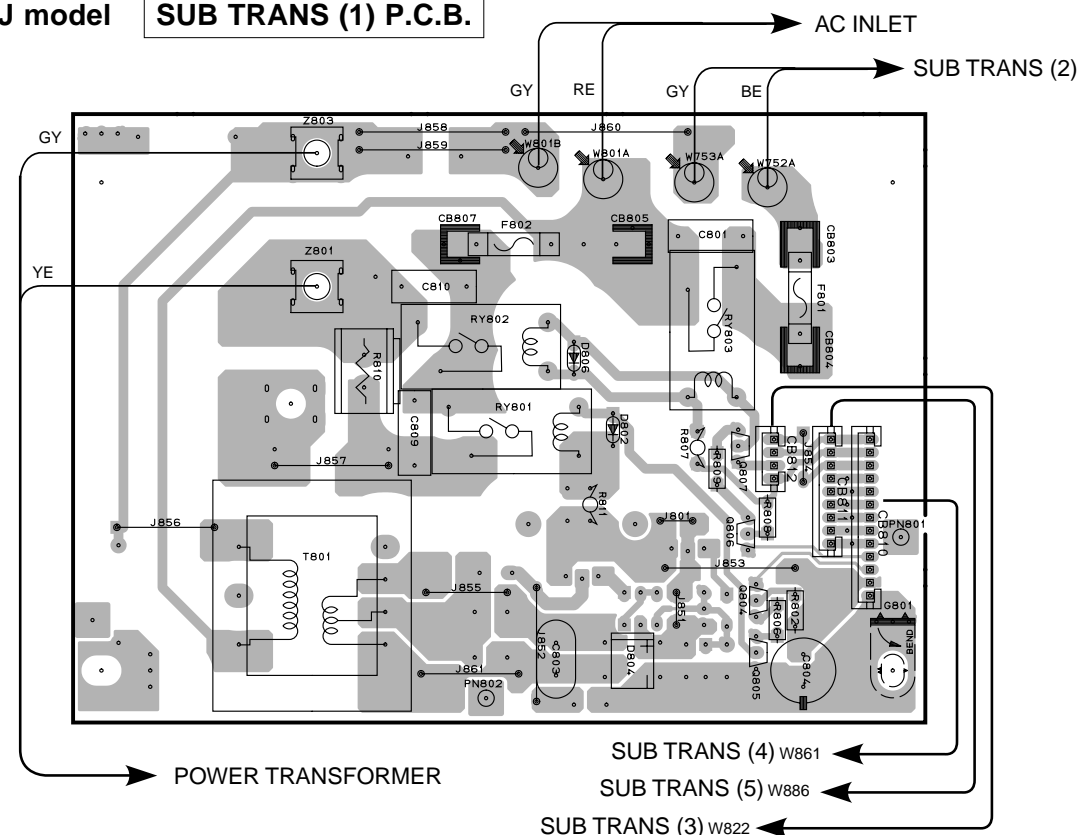 J model
SUB TRANS (1) P.C.B.
AC INLET
SUB TRANS (2)
GY
RE
GY
BE
GY
Z803
J858
J860
J859
W801B
W801A
W753A
W752A
CB807
F802
CB805
C801
CB803
YE
Z801
C810
F801
RY802
RY803
D806
CB804
R810
RY801
C809
D802
R807
R809
Q807
CB812
J854
CB811
CB810
J857
R811
R808
PN801
J856
J801
Q806
T801
J853
J855
J851
Q804
R806
R802
G801
BEND
J852
C803
D804
Q805
C804
J861
PN802
SUB TRANS (4) W861
POWER TRANSFORMER
SUB TRANS (5) W886
SUB TRANS (3) W822